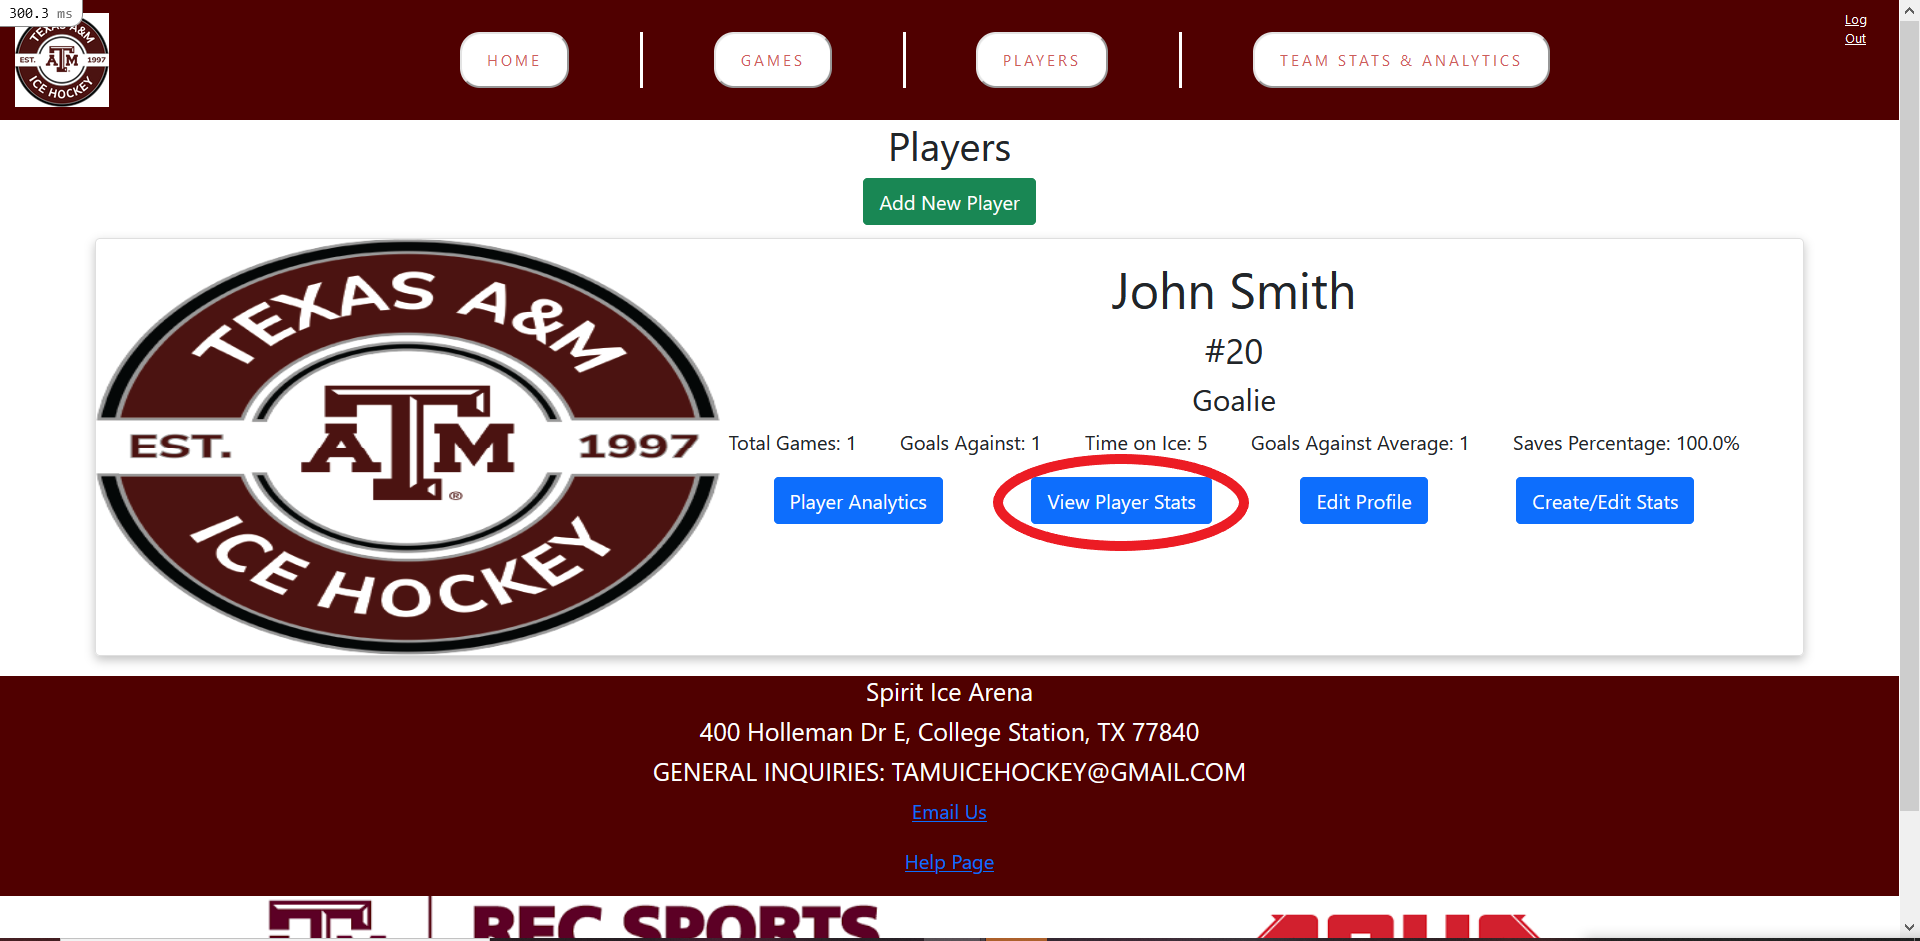 300.3 ms
TEXAS A&M
EST. ATM 1997
ICE HOCKEY
HOME
GAMES
PLAYERS
TEAM STATS & ANALYTICS
Log
Out
Players
Add New Player
TEXAS A&M
EST. ATM 1997
®
ICE HOCKEY
John Smith
#20
Goalie
Total Games: 1 Goals Against: 1 Time on Ice: 5 Goals Against Average: 1 Saves Percentage: 100.0%
Player Analytics View Player Stats Edit Profile Create/Edit Stats
Spirit Ice Arena
400 Holleman Dr E, College Station, TX 77840
GENERAL INQUIRIES: TAMUICEHOCKEY@GMAIL.COM
Email Us
Help Page
REC SPORTS